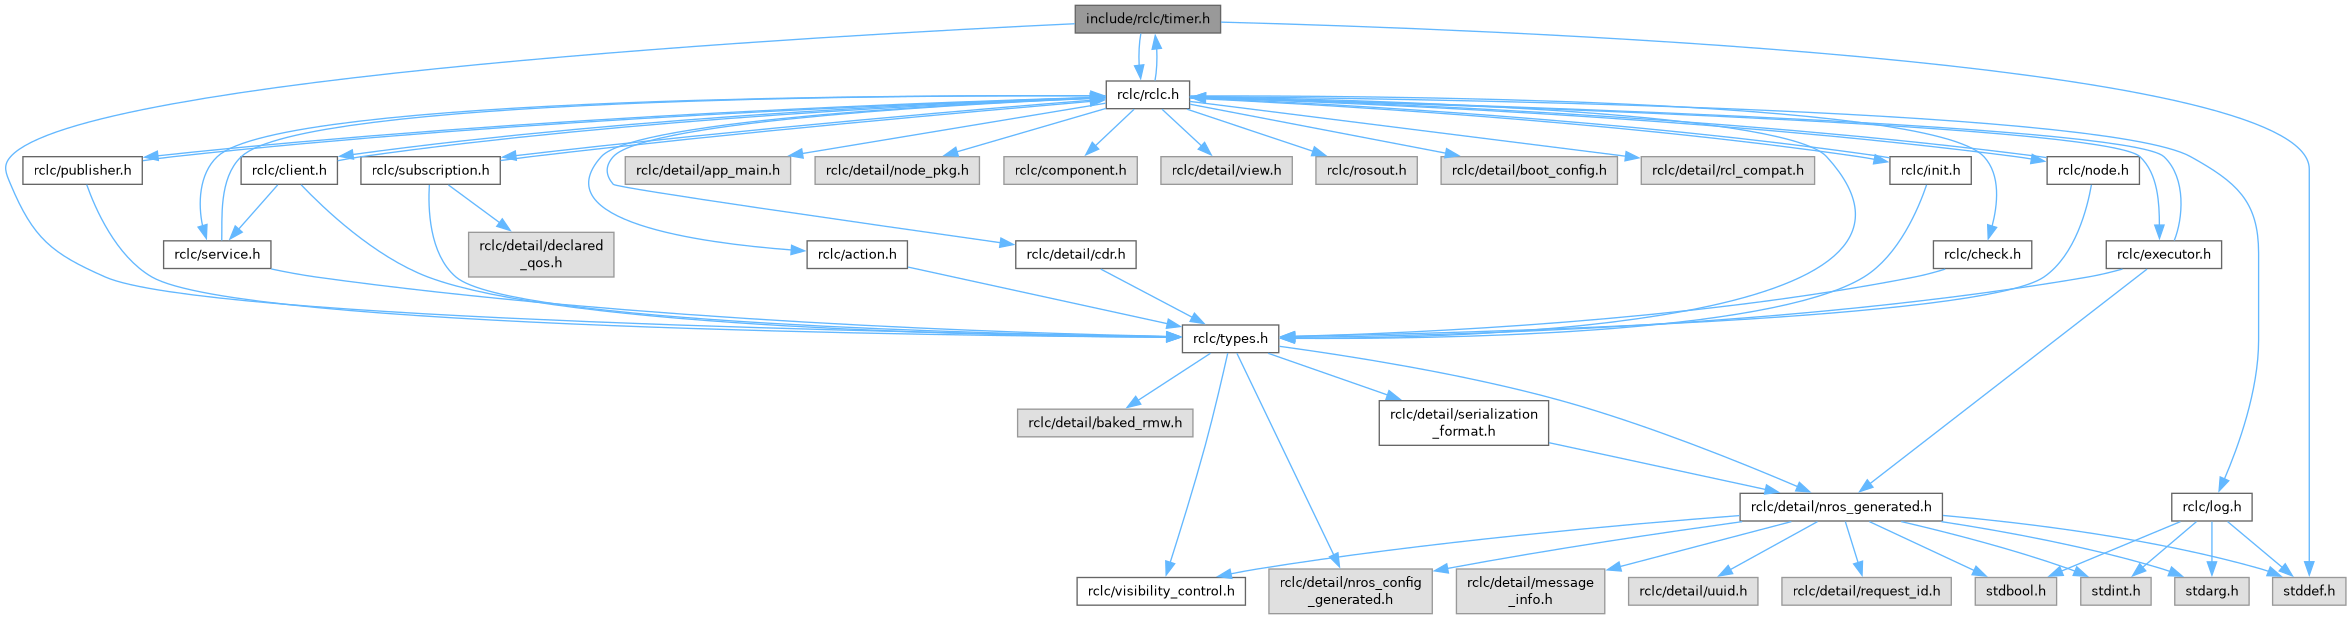 include/rclc/timer.h
rclc/rclc.h
rclc/publisher.h
rclc/client.h
rclc/subscription.h
rclc/detail/app_main.h
rclc/detail/node_pkg.h
rclc/component.h
rclc/detail/view.h
rclc/rosout.h
rclc/detail/boot_config.h
rclc/detail/rcl_compat.h
rclc/init.h
rclc/node.h
rclc/service.h
rclc/detail/declared
_qos.h
rclc/action.h
rclc/detail/cdr.h
rclc/check.h
rclc/executor.h
rclc/types.h
rclc/detail/baked_rmw.h
rclc/detail/serialization
_format.h
rclc/detail/nros_generated.h
rclc/log.h
rclc/visibility_control.h
rclc/detail/nros_config
_generated.h
rclc/detail/message
_info.h
rclc/detail/uuid.h
rclc/detail/request_id.h
stdbool.h
stdint.h
stdarg.h
stddef.h